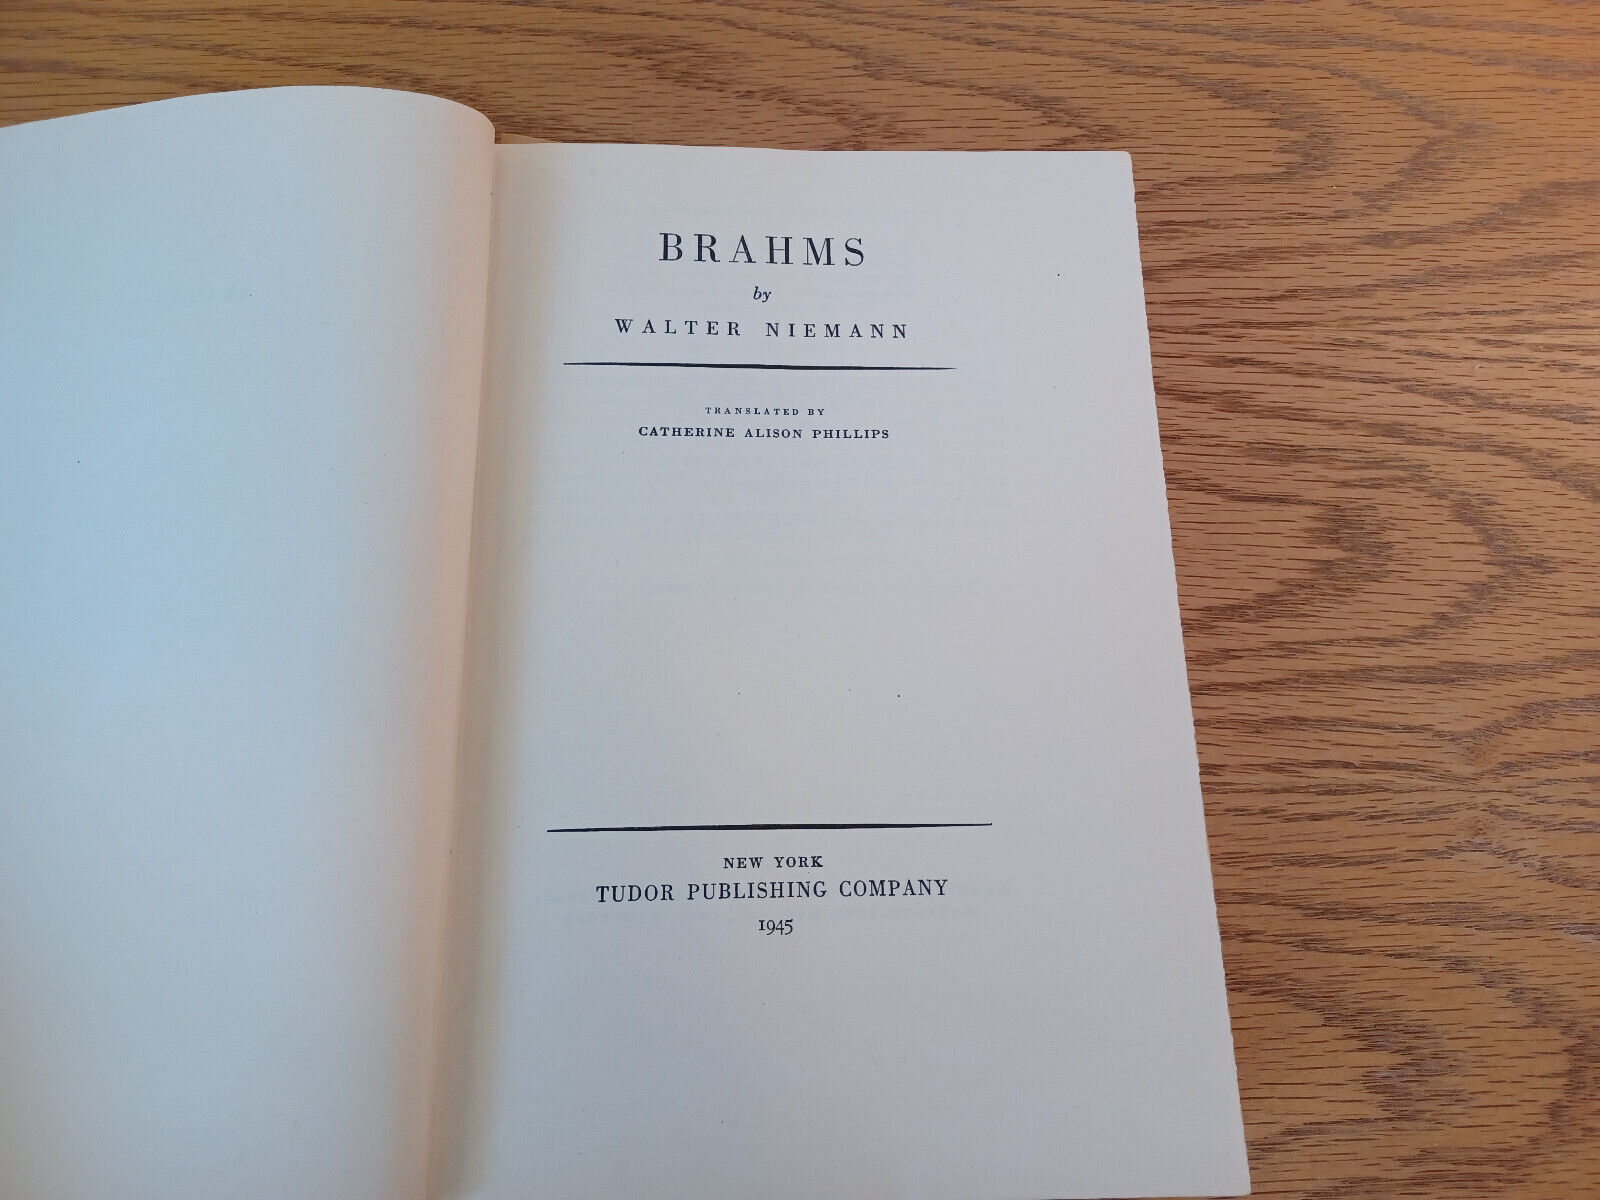 BRAHMS
by
WALTER NIEMANN
TRANSLATED BY
CATHERINE ALISON PHILLIPS
NEW YORK
TUDOR PUBLISHING COMPANY
1945